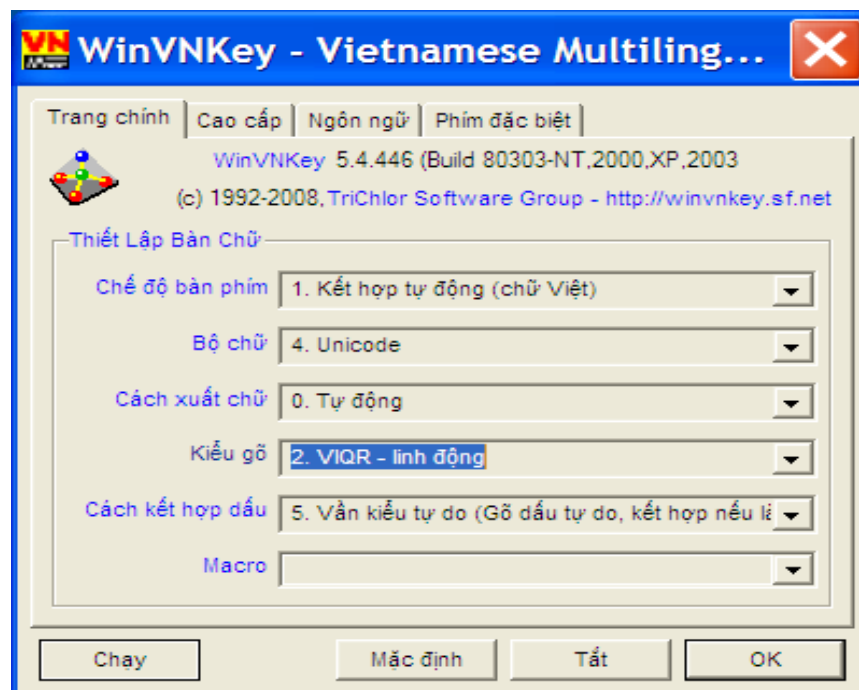 WinVNKey - Vietnamese Multiling...
Trang chính Cao cấp Ngôn ngữ Phím đặc biệt
WinVNKey 5.4.446 (Build 80303-NT,2000,XP,2003
(c) 1992-2008, TriChlor Software Group - http://winvnkey.sf.net
Thiết Lập Bàn Chữ
Chế độ bàn phím 1. Kết hợp tự động (chữ Việt)
Bộ chữ 4. Unicode
Cách xuất chữ 0. Tự động
Kiểu gõ 2. VIQR - linh động
Cách kết hợp dấu 5. Vần kiểu tự do (Gõ dấu tự do, kết hợp nếu là
Macro
Chạy Mặc định Tắt OK